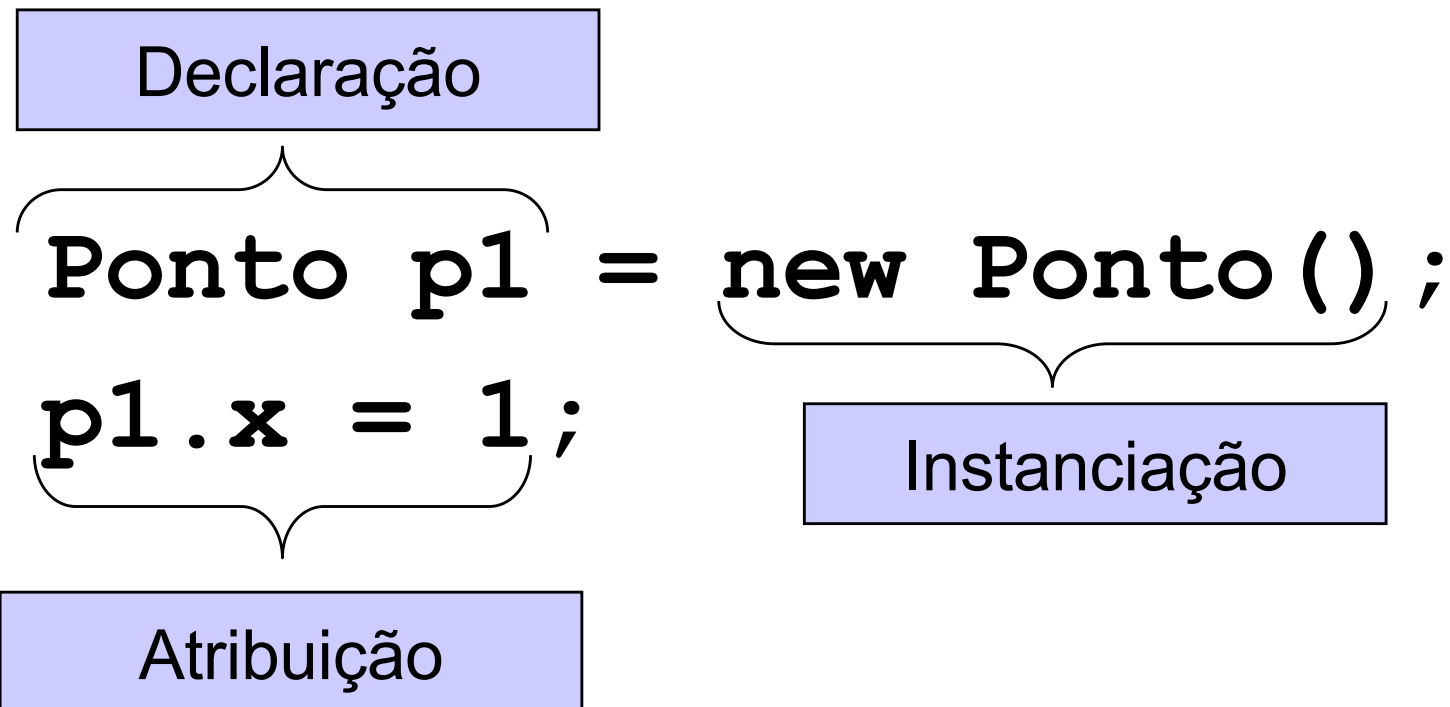 Declaração
Ponto p1 = new Ponto();
p1.x = 1;
Instanciação
Atribuição